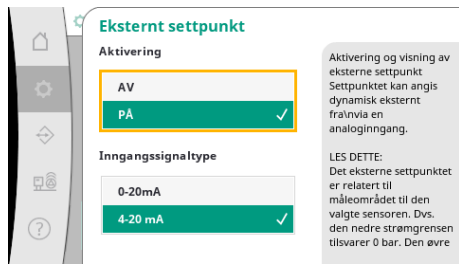 Eksternt settpunkt
Aktivering
AV
PÅ
Inngangssignaltype
0-20mA
4-20 mA
Aktivering og visning av
eksterne settpunkt
Settpunktet kan angis
dynamisk eksternt
fra\nvia en
analoginngang.
LES DETTE:
Det eksterne settpunktet
er relatert til
måleområdet til den
valgte sensoren. Dvs.
den nedre strømgrensen
tilsvarer 0 bar. Den øvre